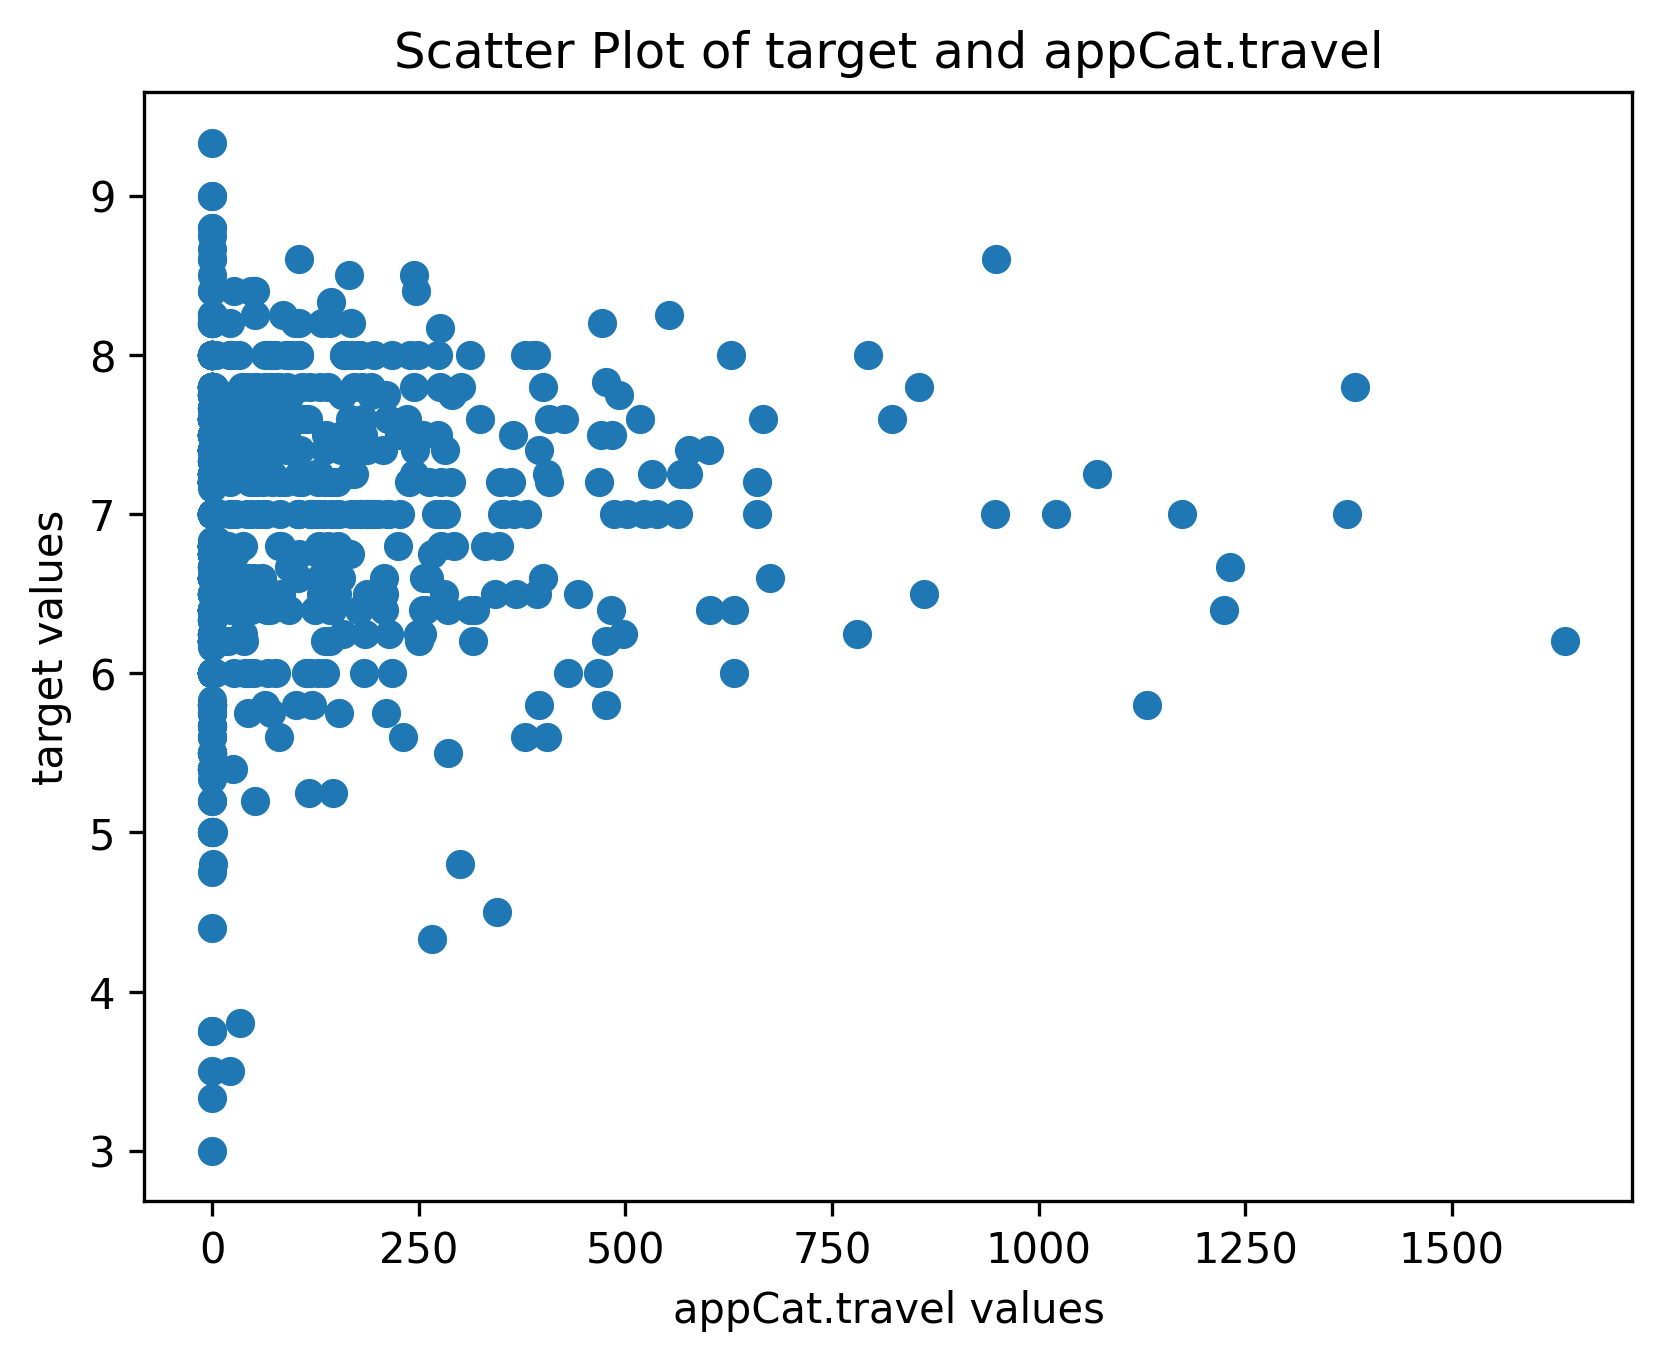 Scatter Plot of target and appCat.travel
9
8
7
6
5
4
3
target values
0 250 500 750 1000 1250 1500
appCat.travel values